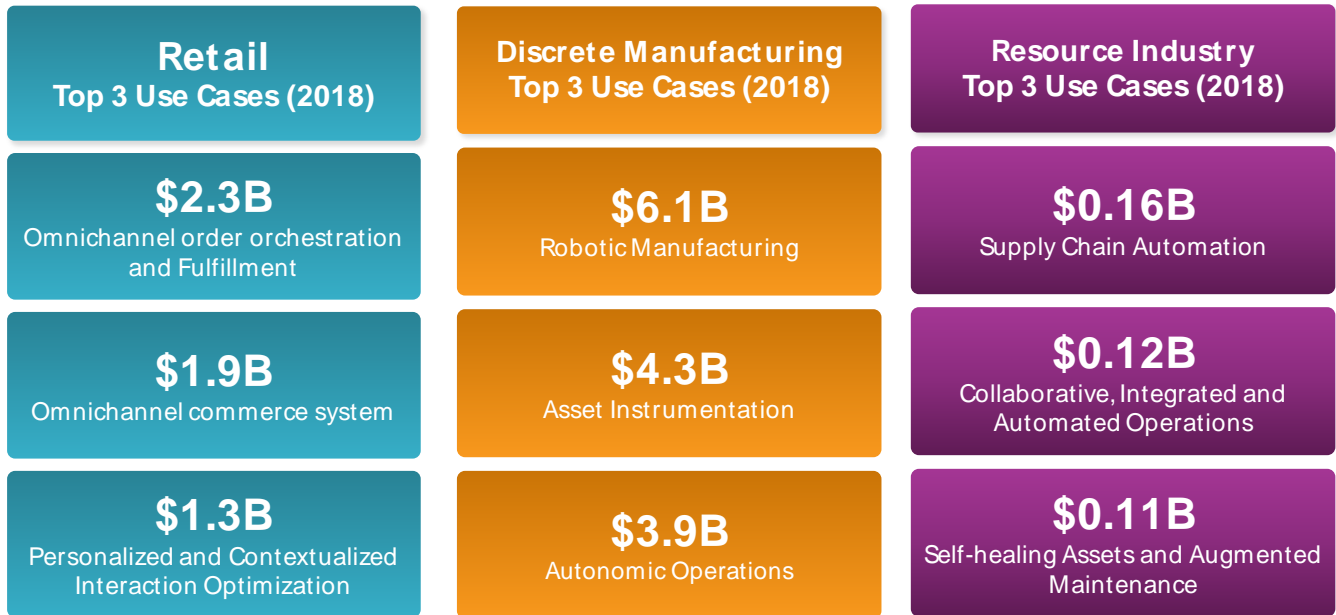 Retail
Top 3 Use Cases (2018)
$2.3B
Omnichannel order orchestration
and Fulfillment
$1.9B
Omnichannel commerce system
$1.3B
Personalized and Contextualized
Interaction Optimization
Discrete Manufacturing
Top 3 Use Cases (2018)
$6.1B
Robotic Manufacturing
$4.3B
Asset Instrumentation
$3.9B
Autonomic Operations
Resource Industry
Top 3 Use Cases (2018)
$0.16B
Supply Chain Automation
$0.12B
Collaborative, Integrated and
Automated Operations
$0.11B
Self-healing Assets and Augmented
Maintenance